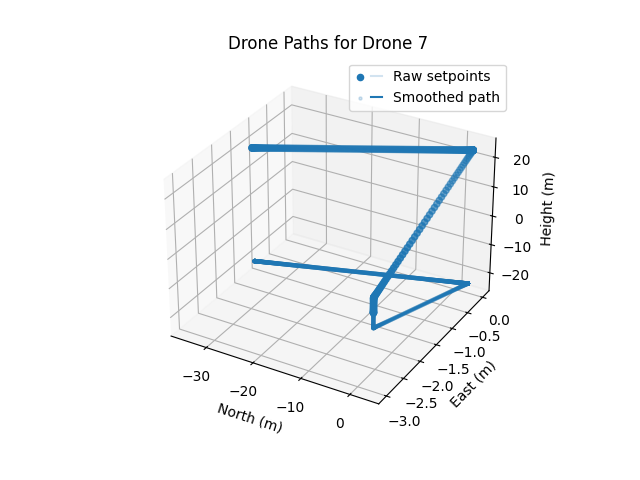 Drone Paths for Drone 7
Raw setpoints
Smoothed path
20
10
0
−10
−20
Height (m)
0.0
−0.5
−1.0
−1.5
−2.0
−2.5
−3.0
East (m)
−30
−20
−10
0
North (m)